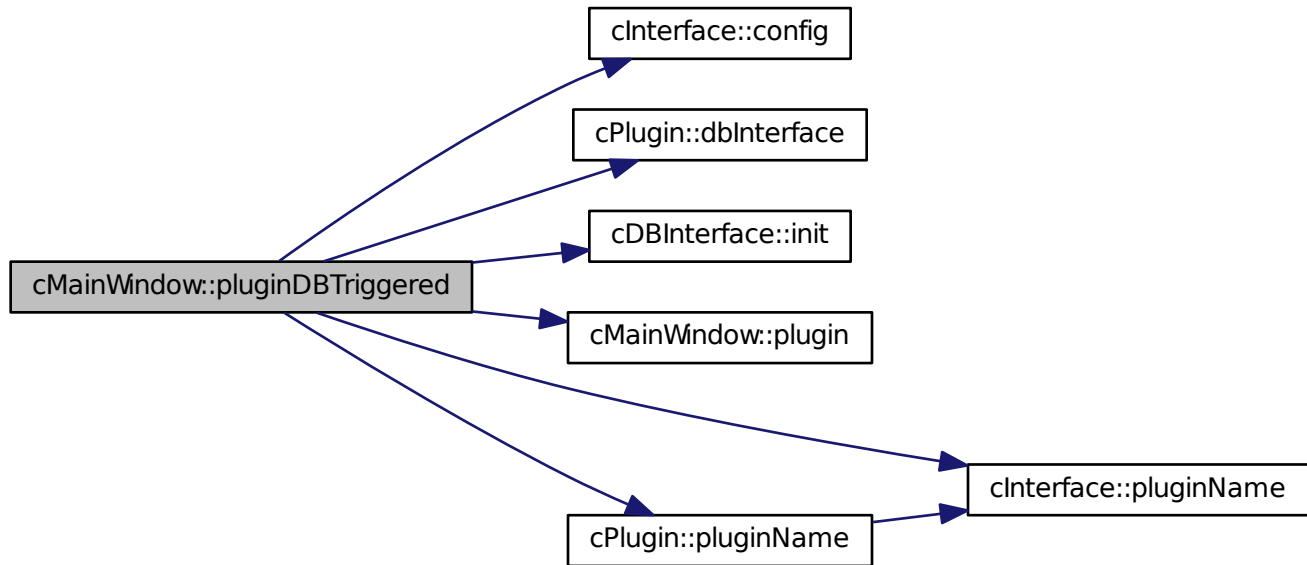 cInterface::config
cPlugin::dbInterface
cDBInterface::init
cMainWindow::pluginDBTriggered
cMainWindow::plugin
cInterface::pluginName
cPlugin::pluginName